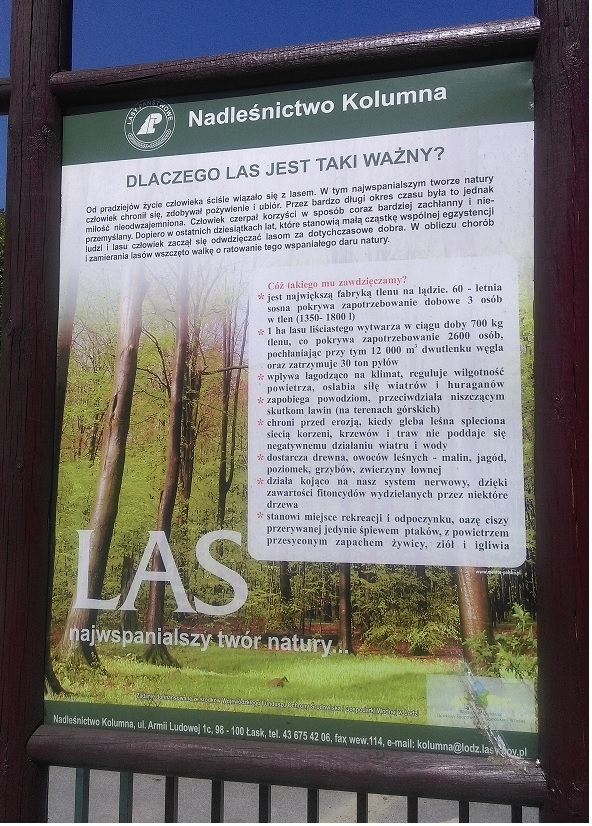 LASY PAŃSTWOWE
Nadleśnictwo Kolumna
DLACZEGO LAS JEST TAKI WAŻNY?
Od pradziejów życie człowieka ściśle wiązało się z lasem. W tym najwspanialszym tworze natury
człowiek chronił się, zdobywał pożywienie i ubiór. Przez bardzo długi okres czasu była to jednak
miłość nieodwzajemniona. Człowiek czerpał korzyści w sposób coraz bardziej zachłanny i nie-
przemyślany. Dopiero w ostatnich dziesiątkach lat, które stanowią małą cząstkę wspólnej egzystencji
ludzi i lasu człowiek zaczął się odwdzięczać lasom za dotychczasowe dobra. W obliczu chorób
i zamierania lasów wszczęto walkę o ratowanie tego wspaniałego daru natury.
Cóż takiego mu zawdzięczamy?
* jest największą fabryką tlenu na lądzie. 60 - letnia
sosna pokrywa zapotrzebowanie dobowe 3 osób
w tlen (1350- 1800 l)
* 1 ha lasu liściastego wytwarza w ciągu doby 700 kg
tlenu, co pokrywa zapotrzebowanie 2600 osób,
pochłaniając przy tym 12 000 m³ dwutlenku węgla
oraz zatrzymuje 30 ton pyłów
* wpływa łagodząco na klimat, reguluje wilgotność
powietrza, osłabia siłę wiatrów i huraganów
* zapobiega powodziom, przeciwdziała niszczącym
skutkom lawin (na terenach górskich)
* chroni przed erozją, kiedy gleba leśna spleciona
siecią korzeni, krzewów i traw nie poddaje się
negatywnemu działaniu wiatru i wody
* dostarcza drewna, owoców leśnych - malin, jagód,
poziomek, grzybów, zwierzyny łownej
* działa kojąco na nasz system nerwowy, dzięki
zawartości fitoncydów wydzielanych przez niektóre
drzewa
* stanowi miejsce rekreacji i odpoczynku, oazę ciszy
przerywanej jedynie śpiewem ptaków, z powietrzem
przesyconym zapachem żywicy, ziół i igliwia
LAS
najwspanialszy twór natury...
Zadanie dofinansowano ze środków Wojewódzkiego Funduszu Ochrony Środowiska i Gospodarki Wodnej w Łodzi
Nadleśnictwo Kolumna, ul. Armii Ludowej 1c, 98 - 100 Łask, tel. 43 675 42 06, fax wew.114, e-mail: kolumna@lodz.lasy.gov.pl